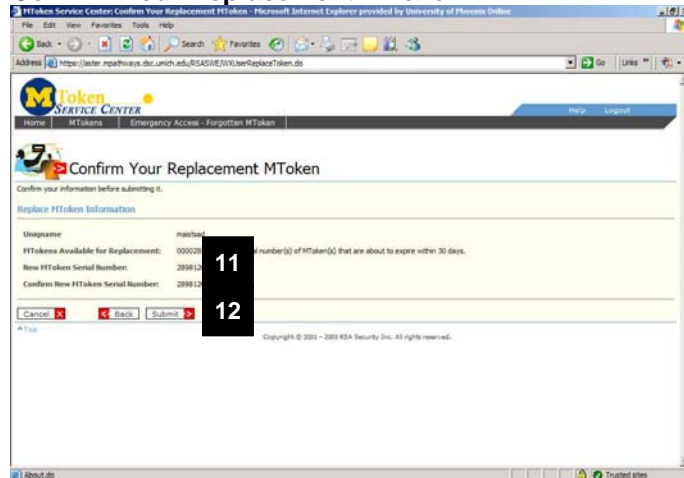 MToken Service Center: Confirm Your Replacement MToken - Microsoft Internet Explorer provided by University of Phoenix Online
File Edit View Favorites Tools Help
Back Search Favorites
Address https://laster.mpathways.dsc.umich.edu/RSASWE/WXUserReplaceToken.do Go Links
MToken
SERVICE CENTER
Help Logout
Home MTokens Emergency Access - Forgotten MToken
Confirm Your Replacement MToken
Confirm your information before submitting it.
Replace MToken Information
Uniqname
MTokens Available for Replacement: number(s) of MToken(s) that are about to expire within 30 days.
New MToken Serial Number:
11
Confirm New MToken Serial Number:
Cancel Back Submit
12
Top
Copyright © 2001 - 2003 RSA Security Inc. All rights reserved.
About.do Trusted sites